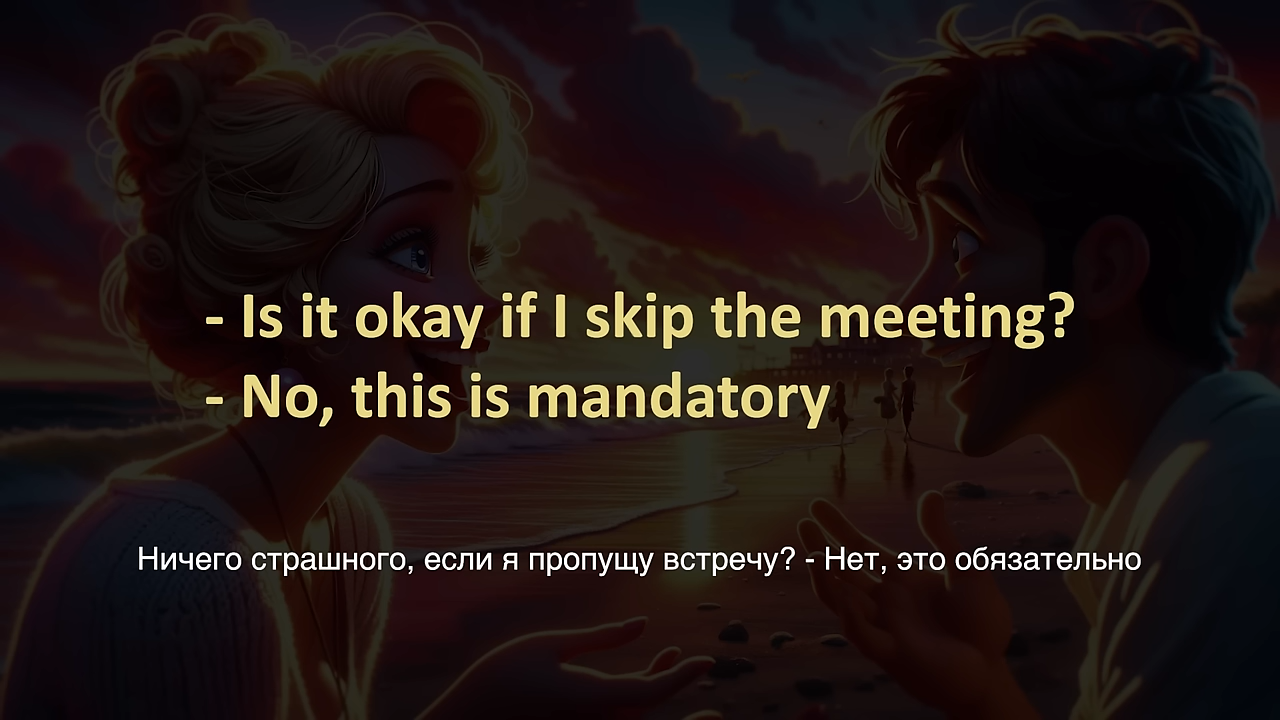 - Is it okay if I skip the meeting?
- No, this is mandatory
Ничего страшного, если я пропущу встречу? - Нет, это обязательно